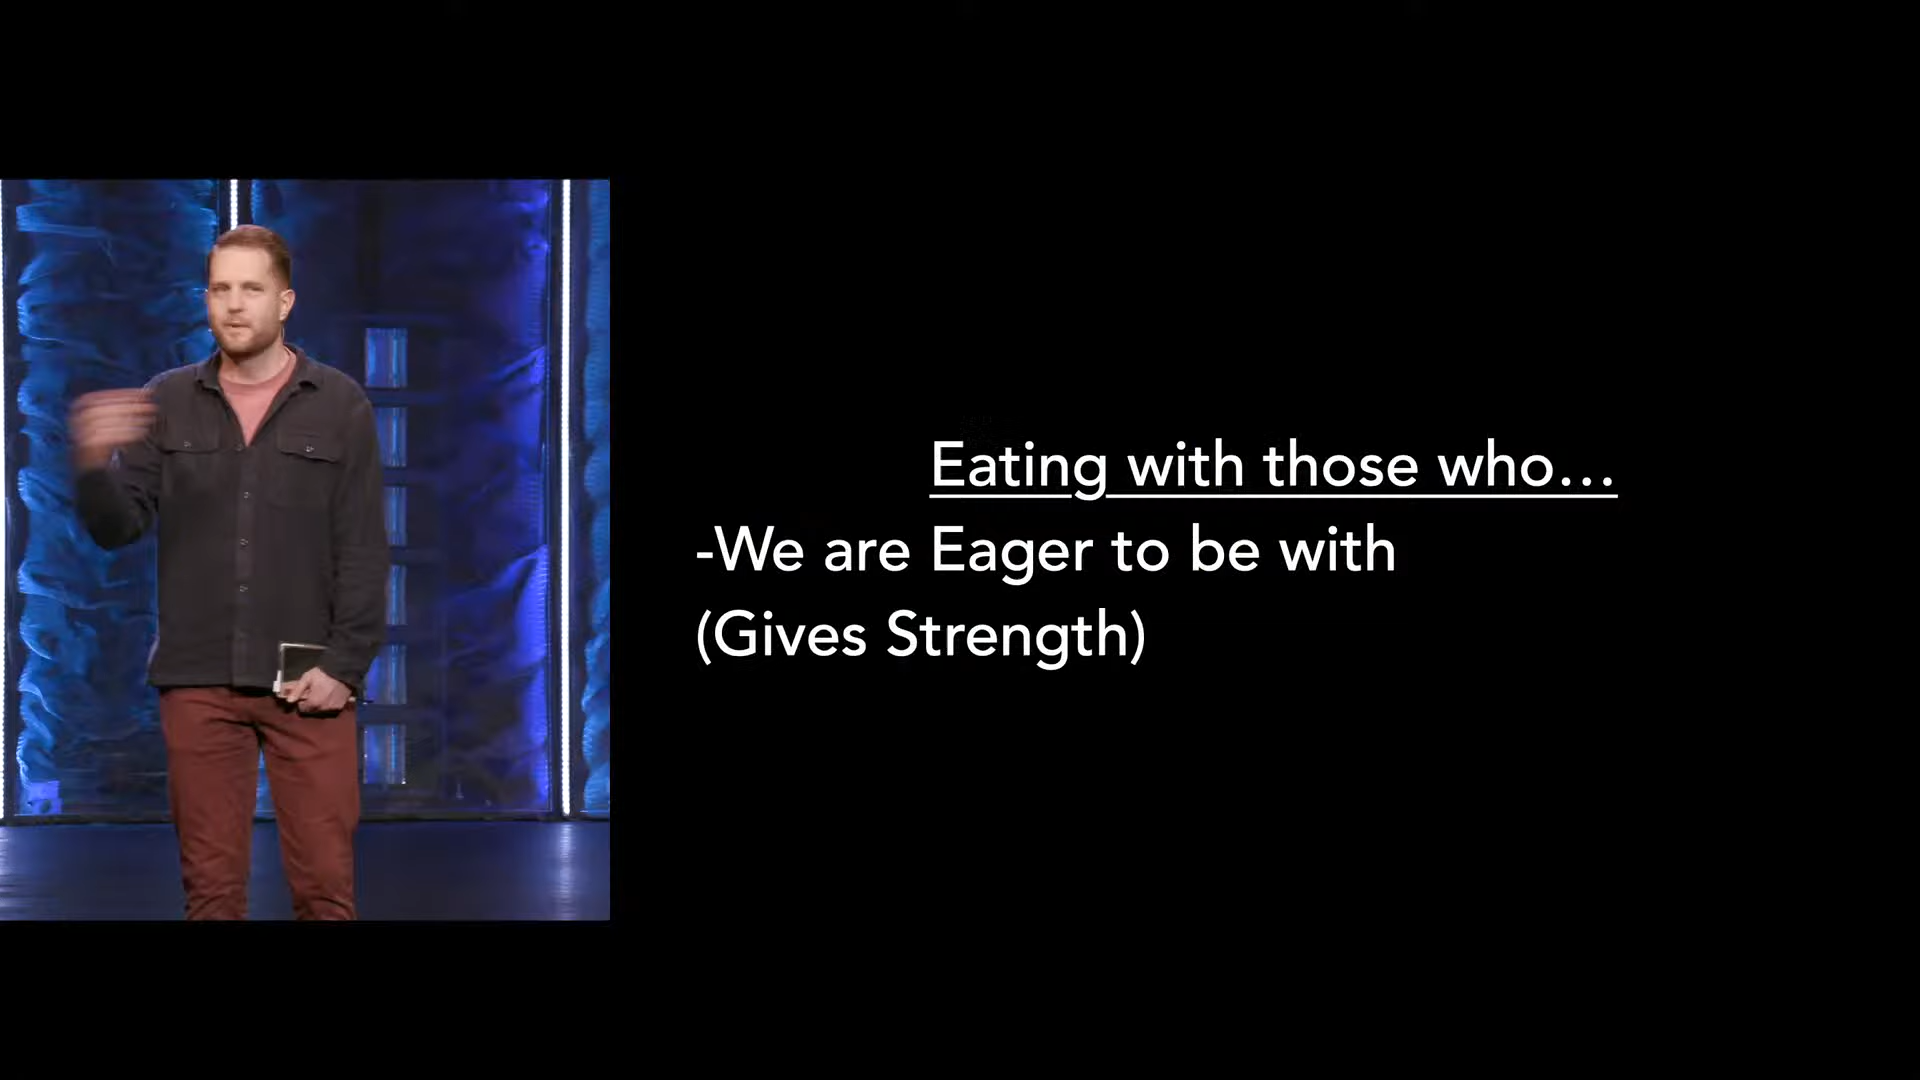 Eating with those who…
-We are Eager to be with
(Gives Strength)